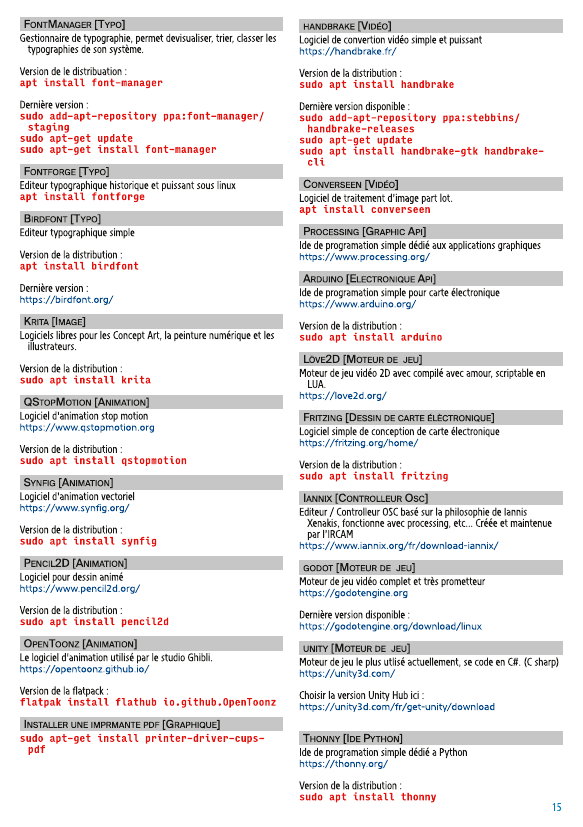 FontManager [Typo]
Gestionnaire de typographie, permet devisualiser, trier, classer les
typographies de son système.
Version de le distribuation :
apt install font-manager
Dernière version :
sudo add-apt-repository ppa:font-manager/
staging
sudo apt-get update
sudo apt-get install font-manager
Fontforge [Typo]
Editeur typographique historique et puissant sous linux
apt install fontforge
Birdfont [Typo]
Editeur typographique simple
Version de la distribution :
apt install birdfont
Dernière version :
https://birdfont.org/
Krita [Image]
Logiciels libres pour les Concept Art, la peinture numérique et les
illustrateurs.
Version de la distribution :
sudo apt install krita
QStopMotion [Animation]
Logiciel d'animation stop motion
https://www.qstopmotion.org
Version de la distribution :
sudo apt install qstopmotion
Synfig [Animation]
Logiciel d'animation vectoriel
https://www.synfig.org/
Version de la distribution :
sudo apt install synfig
Pencil2D [Animation]
Logiciel pour dessin animé
https://www.pencil2d.org/
Version de la distribution :
sudo apt install pencil2d
OpenToonz [Animation]
Le logiciel d'animation utilisé par le studio Ghibli.
https://opentoonz.github.io/
Version de la flatpack :
flatpak install flathub io.github.OpenToonz
Installer une imprmante pdf [Graphique]
sudo apt-get install printer-driver-cups-
pdf
handbrake [Vidéo]
Logiciel de convertion vidéo simple et puissant
https://handbrake.fr/
Version de la distribution :
sudo apt install handbrake
Dernière version disponible :
sudo add-apt-repository ppa:stebbins/
handbrake-releases
sudo apt-get update
sudo apt install handbrake-gtk handbrake-
cli
Converseen [Vidéo]
Logiciel de traitement d'image part lot.
apt install converseen
Processing [Graphic Api]
Ide de programation simple dédié aux applications graphiques
https://www.processing.org/
Arduino [Electronique Api]
Ide de programation simple pour carte électronique
https://www.arduino.org/
Version de la distribution :
sudo apt install arduino
Löve2D [Moteur de jeu]
Moteur de jeu vidéo 2D avec compilé avec amour, scriptable en
LUA.
https://love2d.org/
Fritzing [Dessin de carte éléctronique]
Logiciel simple de conception de carte électronique
https://fritzing.org/home/
Version de la distribution :
sudo apt install fritzing
Iannix [Controlleur Osc]
Editeur / Controlleur OSC basé sur la philosophie de Iannis
Xenakis, fonctionne avec processing, etc... Créée et maintenue
par l'IRCAM
https://www.iannix.org/fr/download-iannix/
godot [Moteur de jeu]
Moteur de jeu vidéo complet et très prometteur
https://godotengine.org
Dernière version disponible :
https://godotengine.org/download/linux
unity [Moteur de jeu]
Moteur de jeu le plus utlisé actuellement, se code en C#. (C sharp)
https://unity3d.com/
Choisir la version Unity Hub ici :
https://unity3d.com/fr/get-unity/download
Thonny [Ide Python]
Ide de programation simple dédié a Python
https://thonny.org/
Version de la distribution :
sudo apt install thonny
15